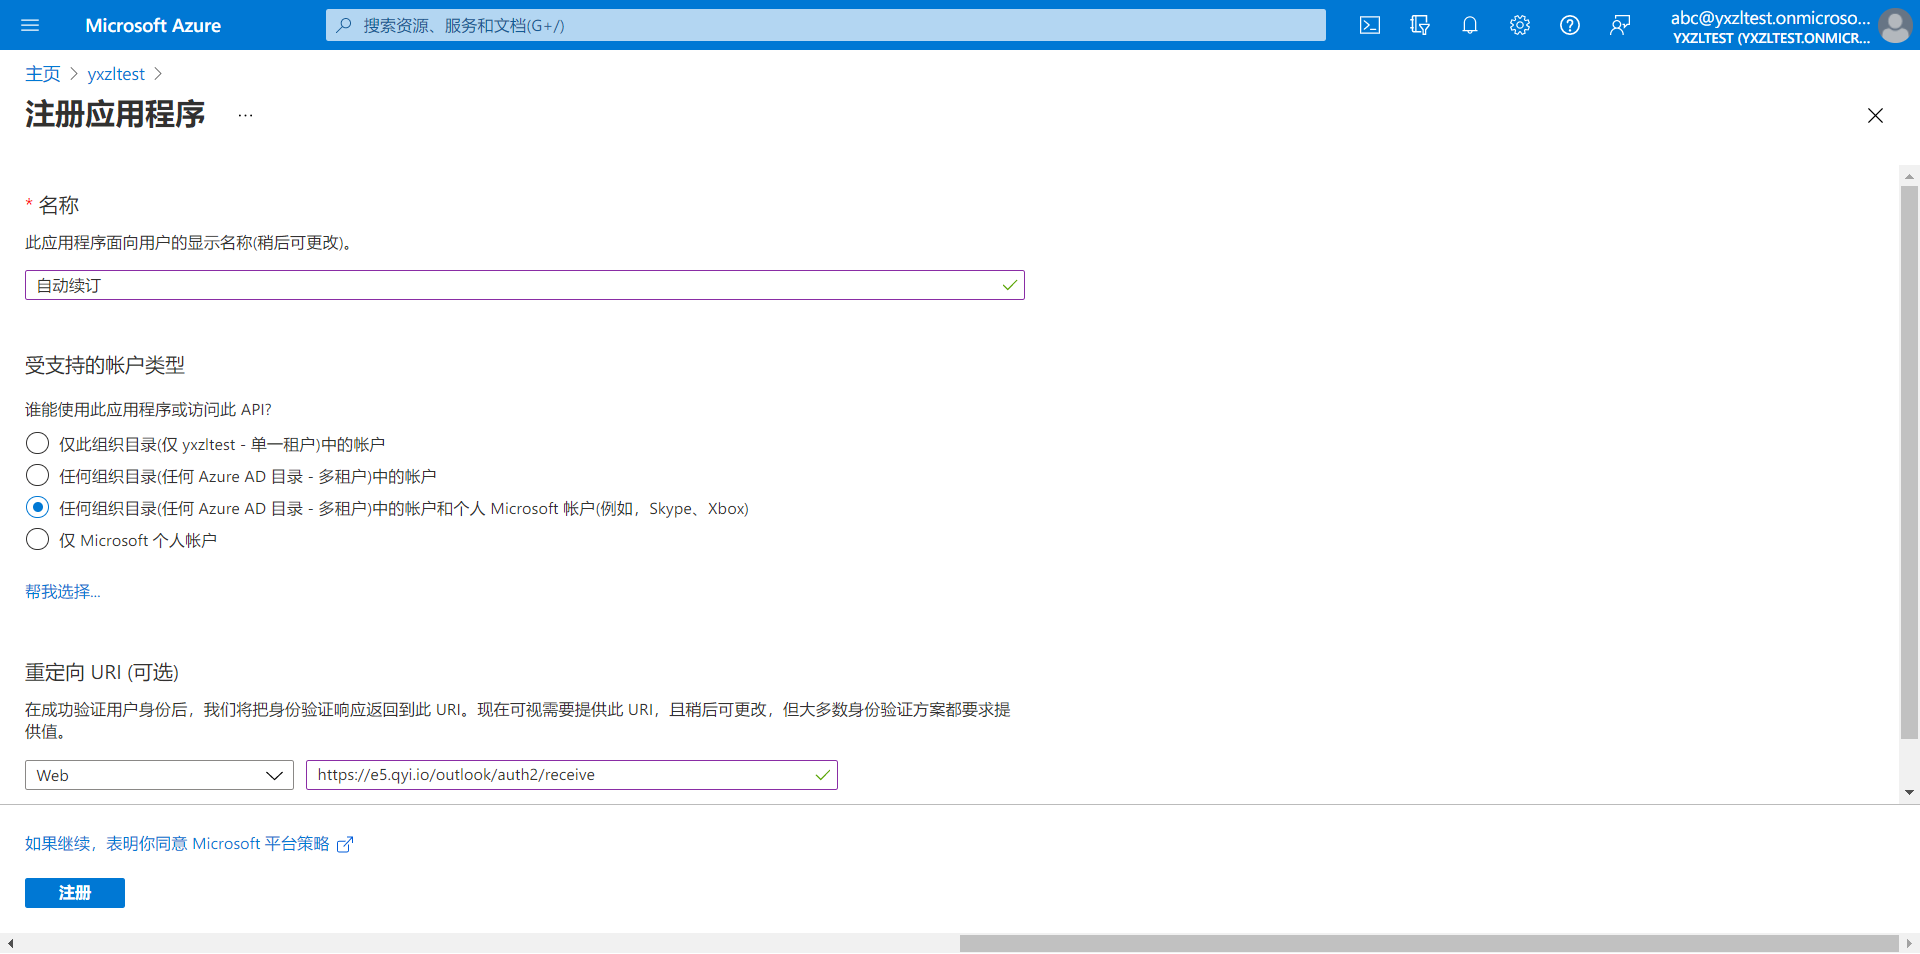 Microsoft Azure
搜索资源、服务和文档(G+/)
abc@yxzltest.onmicroso...
YXZLTEST (YXZLTEST.ONMICR...
主页 > yxzltest >
注册应用程序 ...
* 名称
此应用程序面向用户的显示名称(稍后可更改)。
自动续订
受支持的帐户类型
谁能使用此应用程序或访问此 API?
仅此组织目录(仅 yxzltest - 单一租户)中的帐户
任何组织目录(任何 Azure AD 目录 - 多租户)中的帐户
任何组织目录(任何 Azure AD 目录 - 多租户)中的帐户和个人 Microsoft 帐户(例如，Skype、Xbox)
仅 Microsoft 个人帐户
帮我选择...
重定向 URI (可选)
在成功验证用户身份后，我们将把身份验证响应返回到此 URI。现在可视需要提供此 URI，且稍后可更改，但大多数身份验证方案都要求提
供值。
Web
https://e5.qyi.io/outlook/auth2/receive
如果继续，表明你同意 Microsoft 平台策略
注册